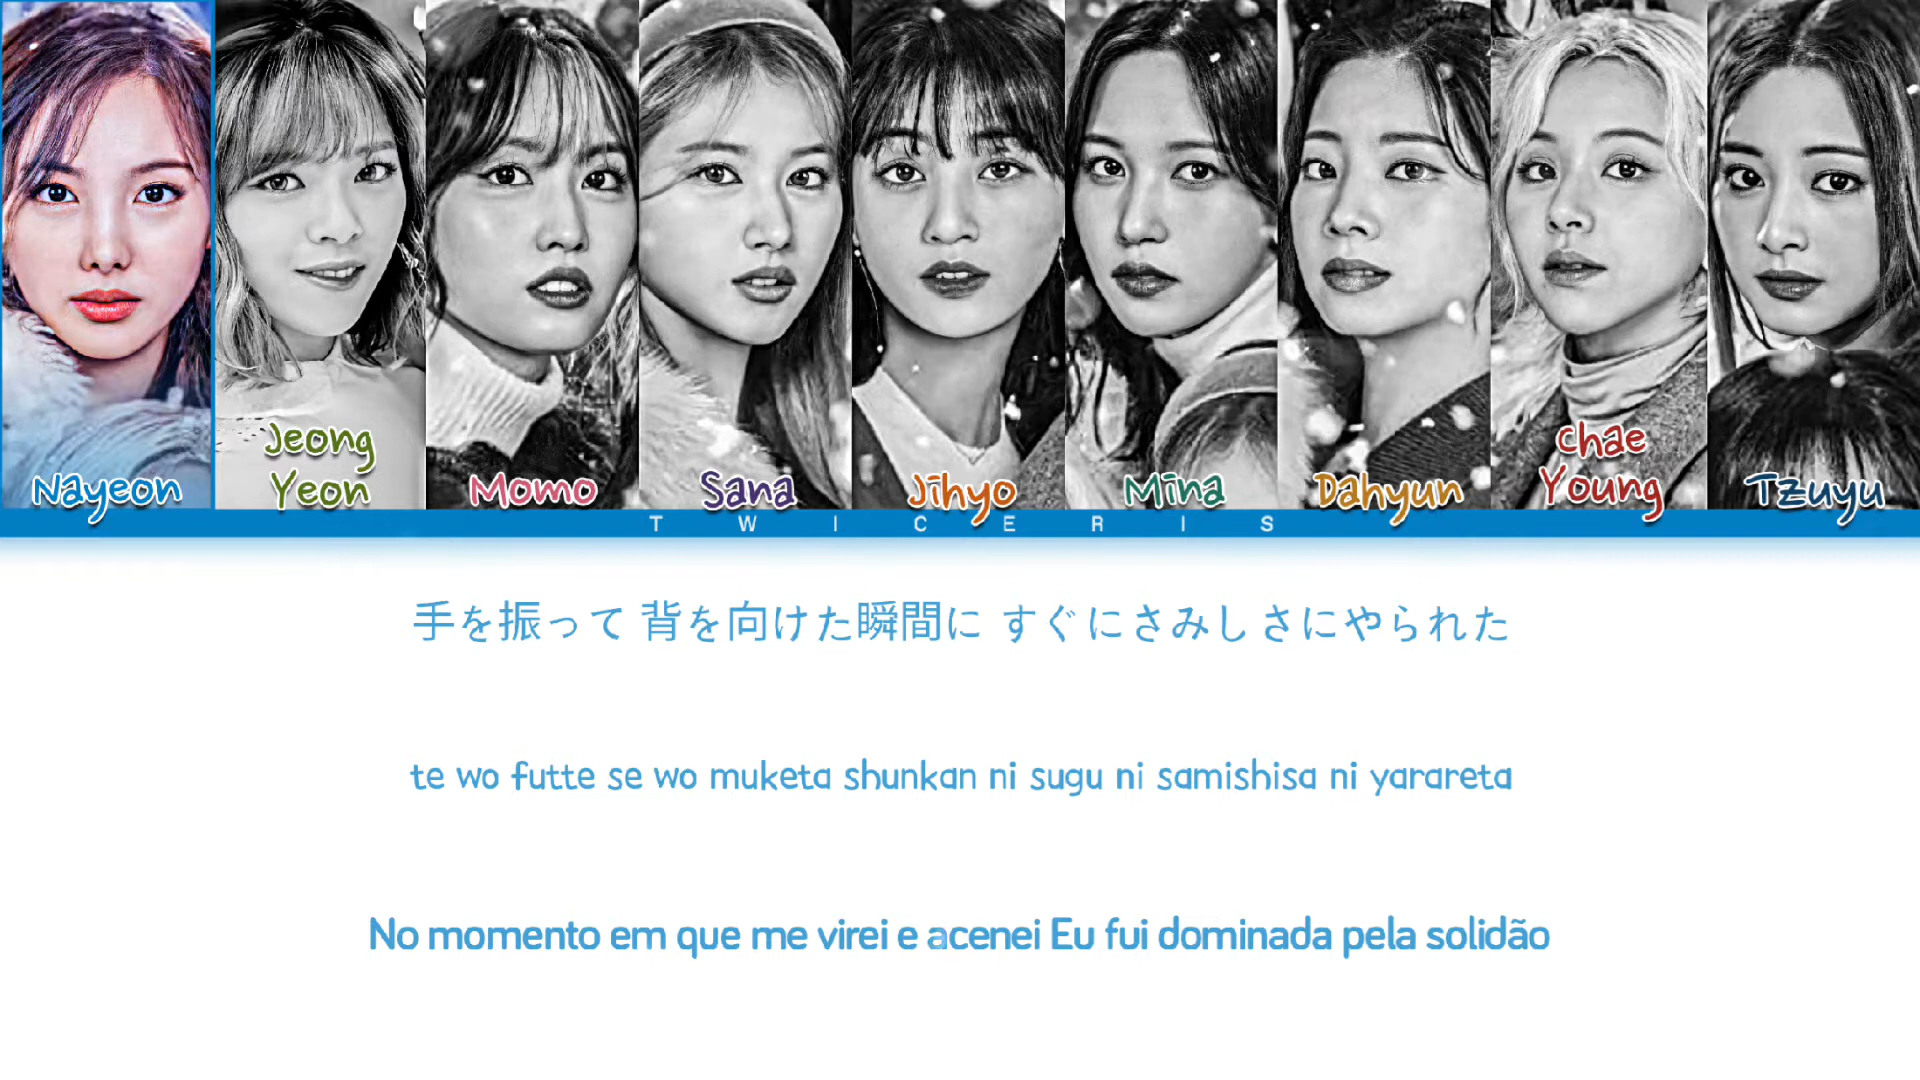 Nayeon
Jeong
Yeon
Momo
Sana
Jihyo
Mina
Dahyun
Chae
Young
Tzuyu
TWICERIS
手を振って 背を向けた瞬間に すぐにさみしさにやられた
te wo futte se wo muketa shunkan ni sugu ni samishisa ni yarareta
No momento em que me virei e acenei Eu fui dominada pela solidão